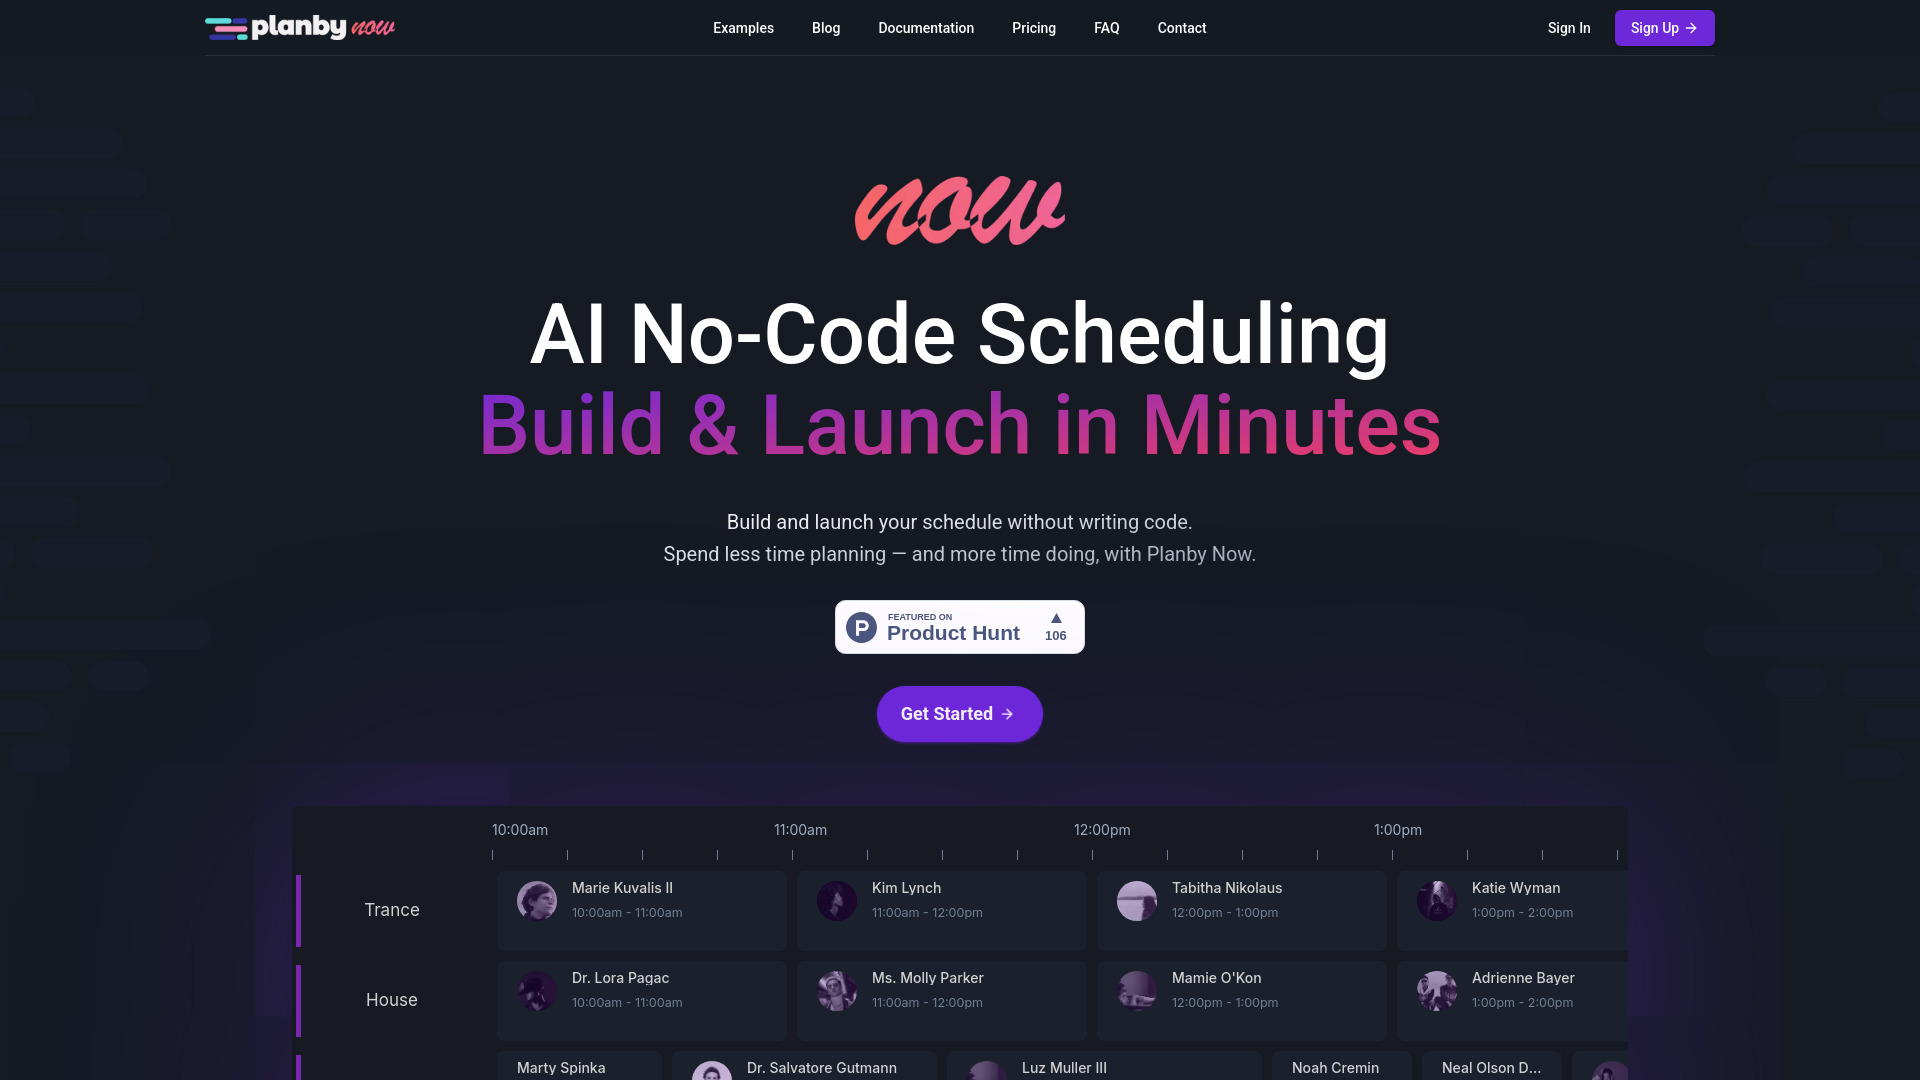 planby now
Examples
Blog
Documentation
Pricing
FAQ
Contact
Sign In
Sign Up
now
AI No-Code Scheduling
Build & Launch in Minutes
Build and launch your schedule without writing code.
Spend less time planning — and more time doing, with Planby Now.
P
FEATURED ON
Product Hunt
106
Get Started
10:00am
11:00am
12:00pm
1:00pm
Trance
Marie Kuvalis II
10:00am - 11:00am
Kim Lynch
11:00am - 12:00pm
Tabitha Nikolaus
12:00pm - 1:00pm
Katie Wyman
1:00pm - 2:00pm
House
Dr. Lora Pagac
10:00am - 11:00am
Ms. Molly Parker
11:00am - 12:00pm
Mamie O'Kon
12:00pm - 1:00pm
Adrienne Bayer
1:00pm - 2:00pm
Marty Spinka
Dr. Salvatore Gutmann
Luz Muller III
Noah Cremin
Neal Olson D...